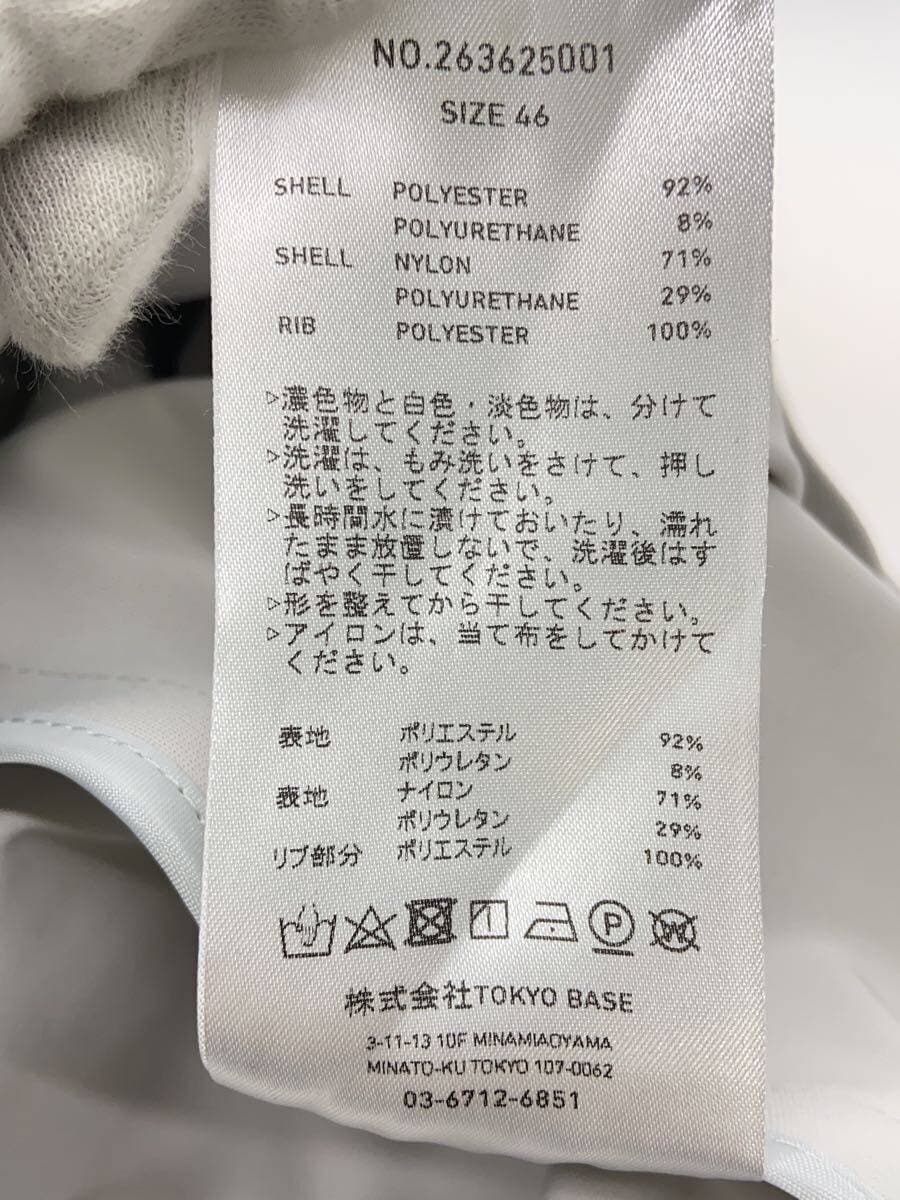 NO.263625001
SIZE 46
SHELL POLYESTER 92%
POLYURETHANE 8%
SHELL NYLON 71%
POLYURETHANE 29%
RIB POLYESTER 100%
▷濃色物と白色・淡色物は、分けて
洗濯してください。
▷洗濯は、もみ洗いをさけて、押し
洗いをしてください。
▷長時間水に漬けておいたり、濡れ
たまま放置しないで、洗濯後はす
ばやく干してください。
▷形を整えてから干してください。
▷アイロンは、当て布をしてかけて
ください。
表地 ポリエステル 92%
ポリウレタン 8%
表地 ナイロン 71%
ポリウレタン 29%
リブ部分 ポリエステル 100%
P W
株式会社TOKYO BASE
3-11-13 10F MINAMIAOYAMA
MINATO-KU TOKYO 107-0062
03-6712-6851